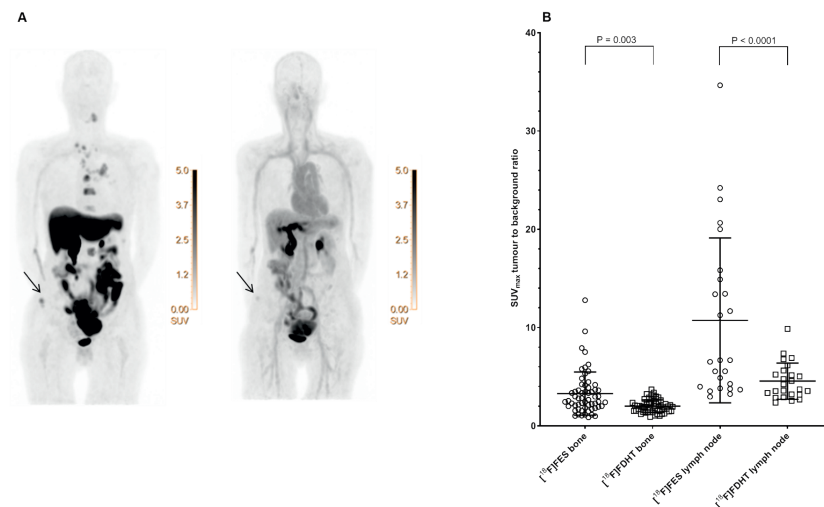 A
5.0
3.7
2.5
1.2
0.00
SUV
5.0
3.7
2.5
1.2
0.00
SUV
B
P = 0.003
P < 0.0001
SUVmax tumour to background ratio
40
30
20
10
0
[18F]FES bone
[18F]FDHT bone
[18F]FES lymph node
[18F]FDHT lymph node